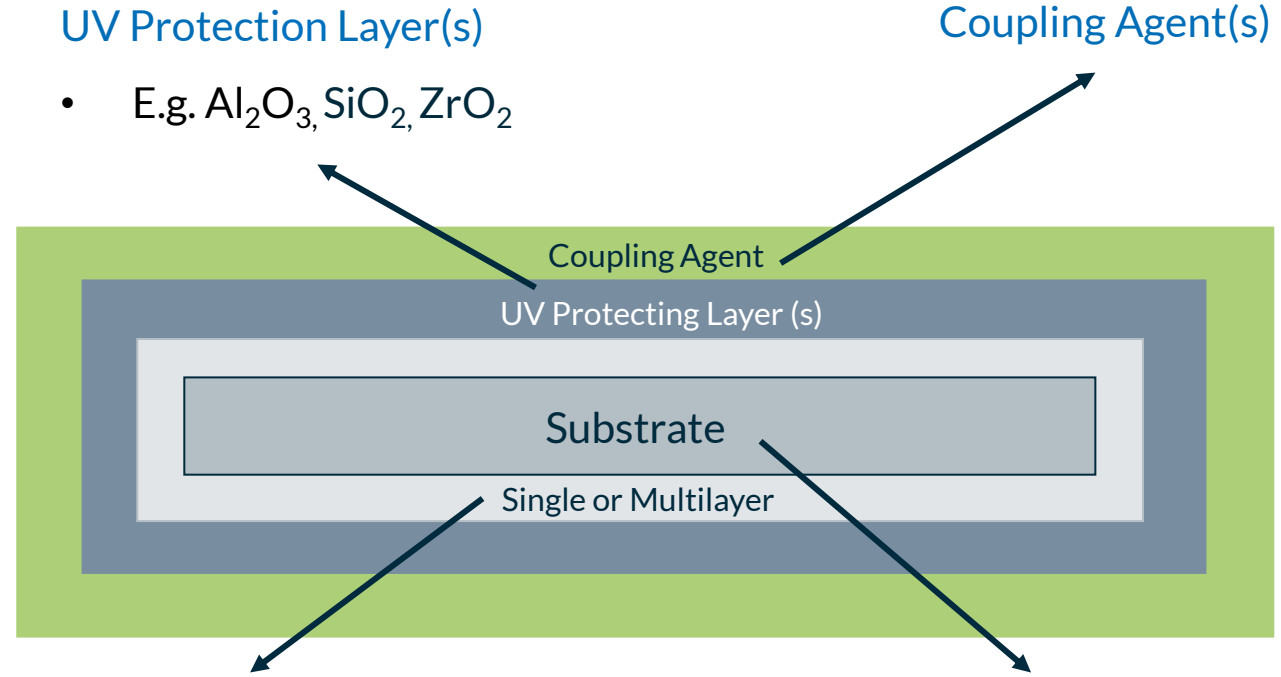 UV Protection Layer(s)
Coupling Agent(s)
• E.g. Al₂O₃, SiO₂, ZrO₂
Coupling Agent
UV Protecting Layer (s)
Substrate
Single or Multilayer